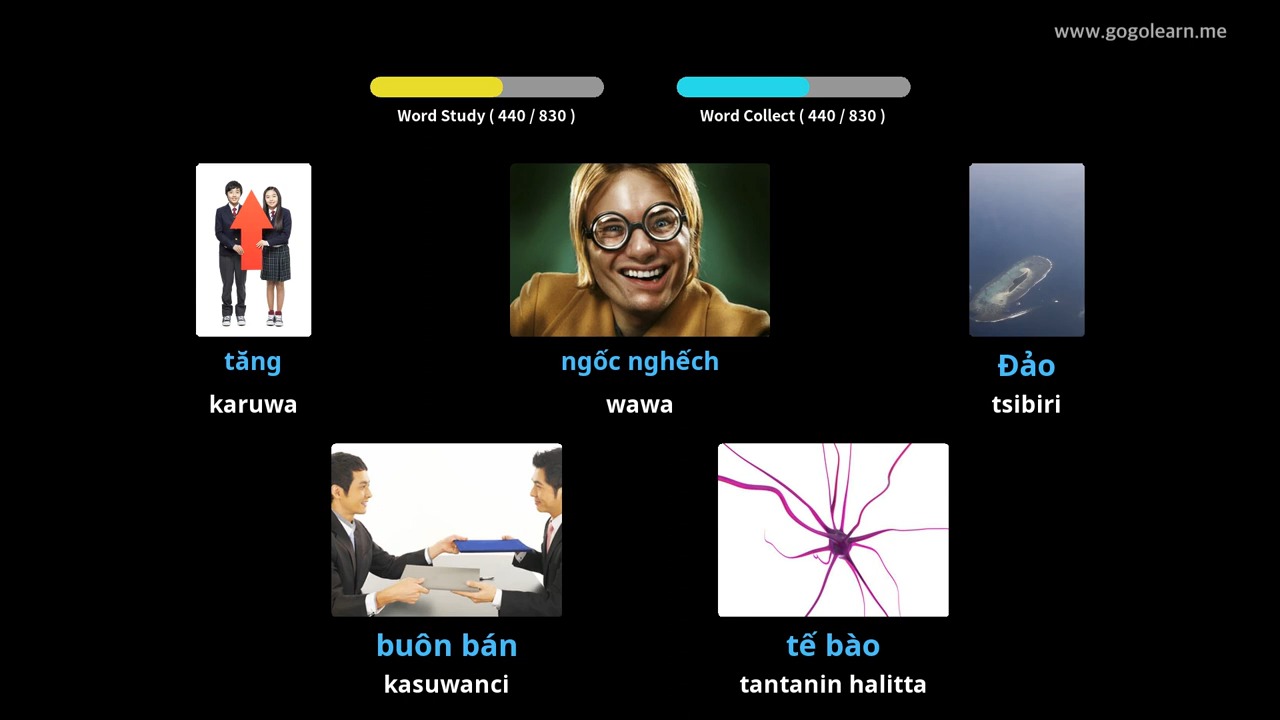 www.gogolearn.me
Word Study ( 440 / 830 )
Word Collect ( 440 / 830 )
tăng
karuwa
ngốc nghếch
wawa
Đảo
tsibiri
buôn bán
kasuwanci
tế bào
tantanin halitta